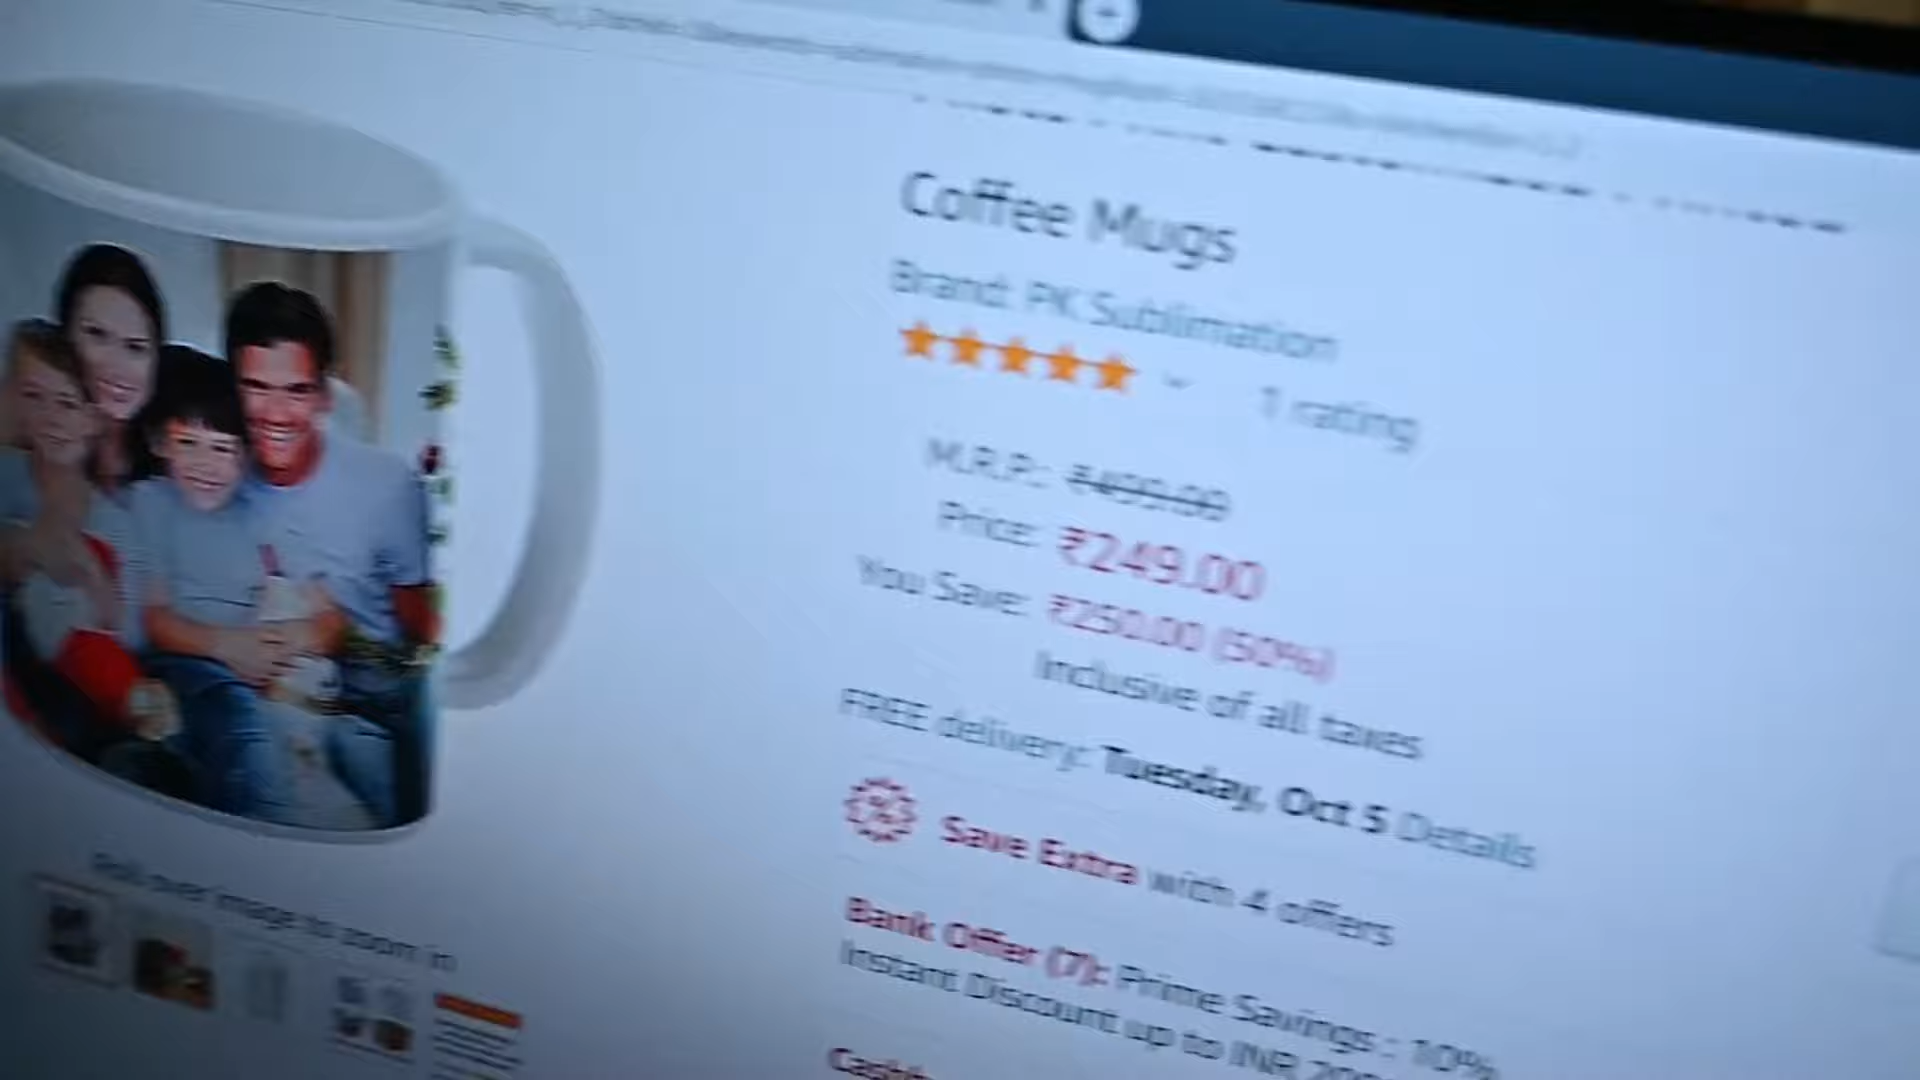 Coffee Mugs
Brand: PK Sublimation
1 rating
M.R.P.: ₹499.00
Price: ₹249.00
You Save: ₹250.00 (50%)
Inclusive of all taxes
FREE delivery: Tuesday, Oct 5 Details
Save Extra with 4 offers
Bank Offer (7): Prime Savings : 10%
Instant Discount up to INR
Roll over image to zoom in